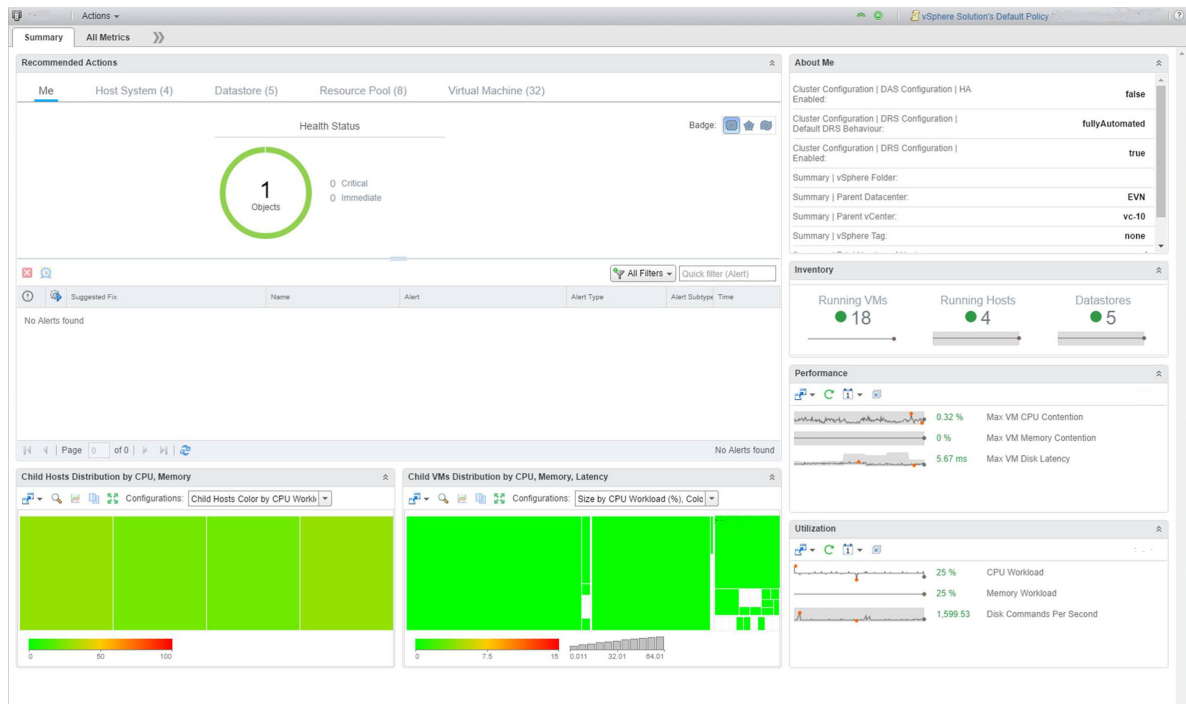 Actions
vSphere Solution's Default Policy
Summary
All Metrics
Recommended Actions
Me
Host System (4)
Datastore (5)
Resource Pool (8)
Virtual Machine (32)
Health Status
Badge:
1
Objects
0 Critical
0 Immediate
All Filters
Quick filter (Alert)
Suggested Fix
Name
Alert
Alert Type
Alert Subtype
Time
No Alerts found
Page 0 of 0
No Alerts found
Child Hosts Distribution by CPU, Memory
Configurations:
Child Hosts Color by CPU Workl
0 50 100
Child VMs Distribution by CPU, Memory, Latency
Configurations:
Size by CPU Workload (%), Colc
0 7.5 15
0.011 32.01 64.01
About Me
Cluster Configuration | DAS Configuration | HA
Enabled:
false
Cluster Configuration | DRS Configuration |
Default DRS Behaviour:
fullyAutomated
Cluster Configuration | DRS Configuration |
Enabled:
true
Summary | vSphere Folder:
Summary | Parent Datacenter:
EVN
Summary | Parent vCenter:
vc-10
Summary | vSphere Tag:
none
Inventory
Running VMs
18
Running Hosts
4
Datastores
5
Performance
0.32 % Max VM CPU Contention
0 % Max VM Memory Contention
5.67 ms Max VM Disk Latency
Utilization
25 % CPU Workload
25 % Memory Workload
1,599.53 Disk Commands Per Second